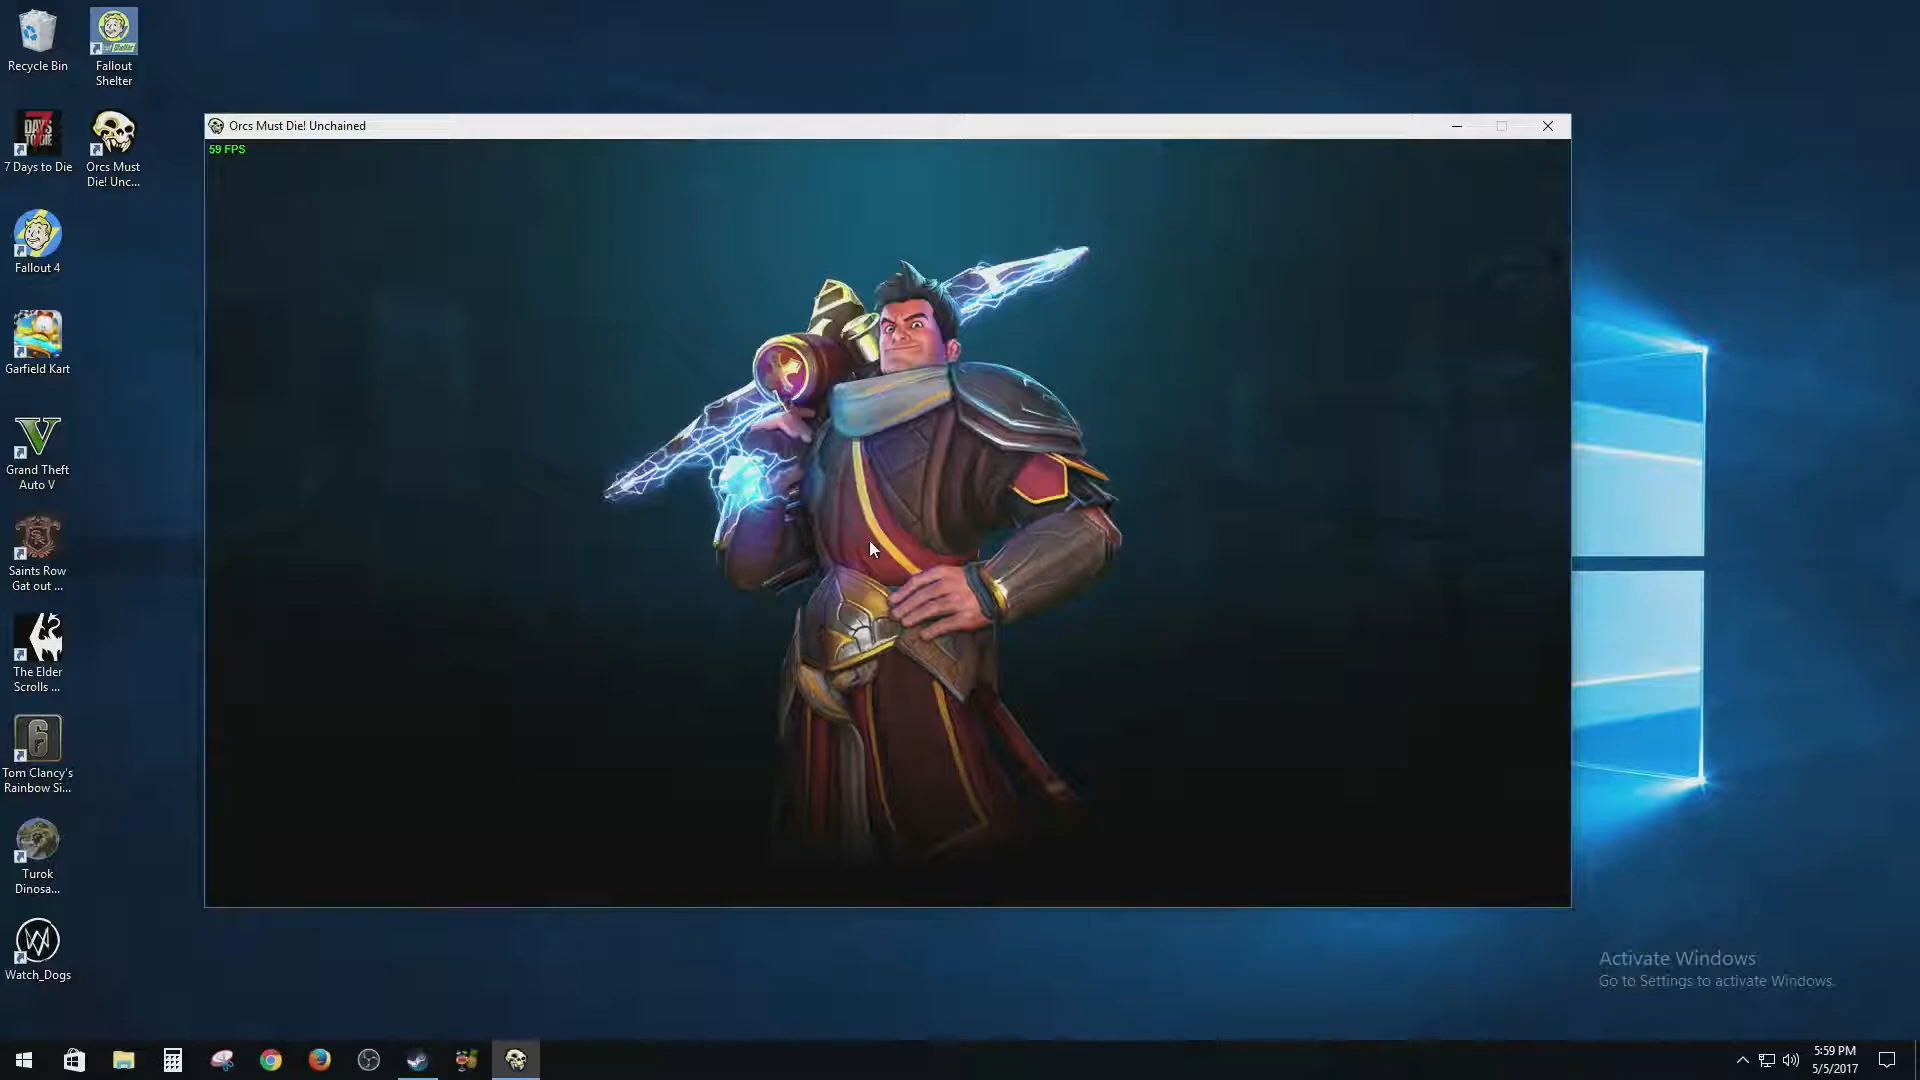 Recycle Bin
Fallout
Shelter
7 Days to Die
Orcs Must
Die! Unc...
Fallout 4
Garfield Kart
Grand Theft
Auto V
Saints Row
Gat out ...
The Elder
Scrolls ...
Tom Clancy's
Rainbow Si...
Turok
Dinosa...
Watch_Dogs
Orcs Must Die! Unchained
59 FPS
Activate Windows
Go to Settings to activate Windows.
5:59 PM
5/5/2017